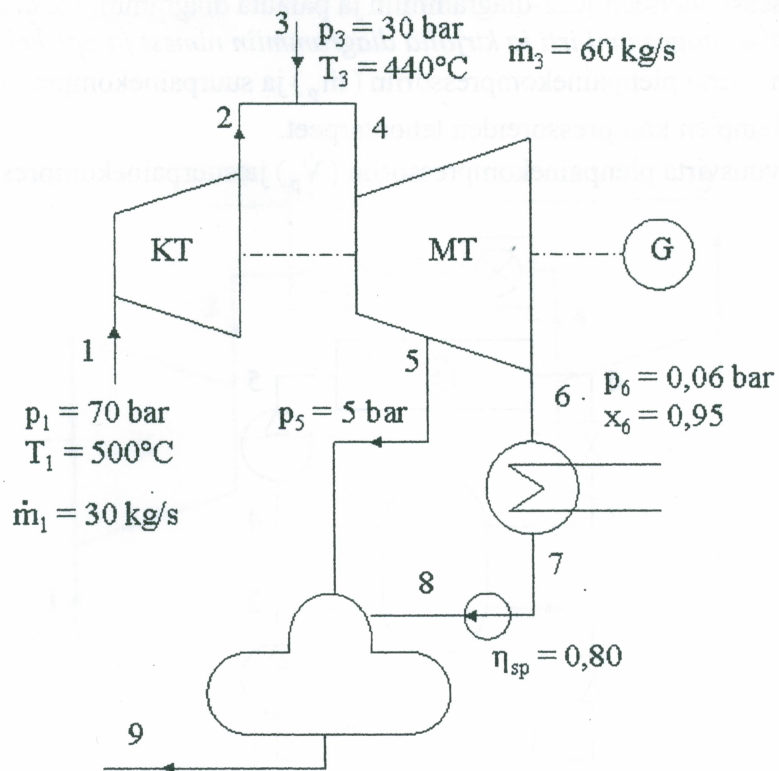 3
p₃ = 30 bar
T₃ = 440°C
ṁ₃ = 60 kg/s
2
4
KT
MT
G
1
5
6
p₆ = 0,06 bar
x₆ = 0,95
p₁ = 70 bar
T₁ = 500°C
p₅ = 5 bar
ṁ₁ = 30 kg/s
7
8
η_sp = 0,80
9